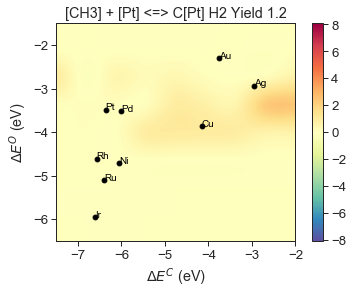 [CH3] + [Pt] <=> C[Pt] H2 Yield 1.2
ΔE^O (eV)
−2
−3
−4
−5
−6
Au
Ag
Pt
Pd
Cu
Rh
Ni
Ru
Ir
−7
−6
−5
−4
−3
−2
ΔE^C (eV)
8
6
4
2
0
−2
−4
−6
−8